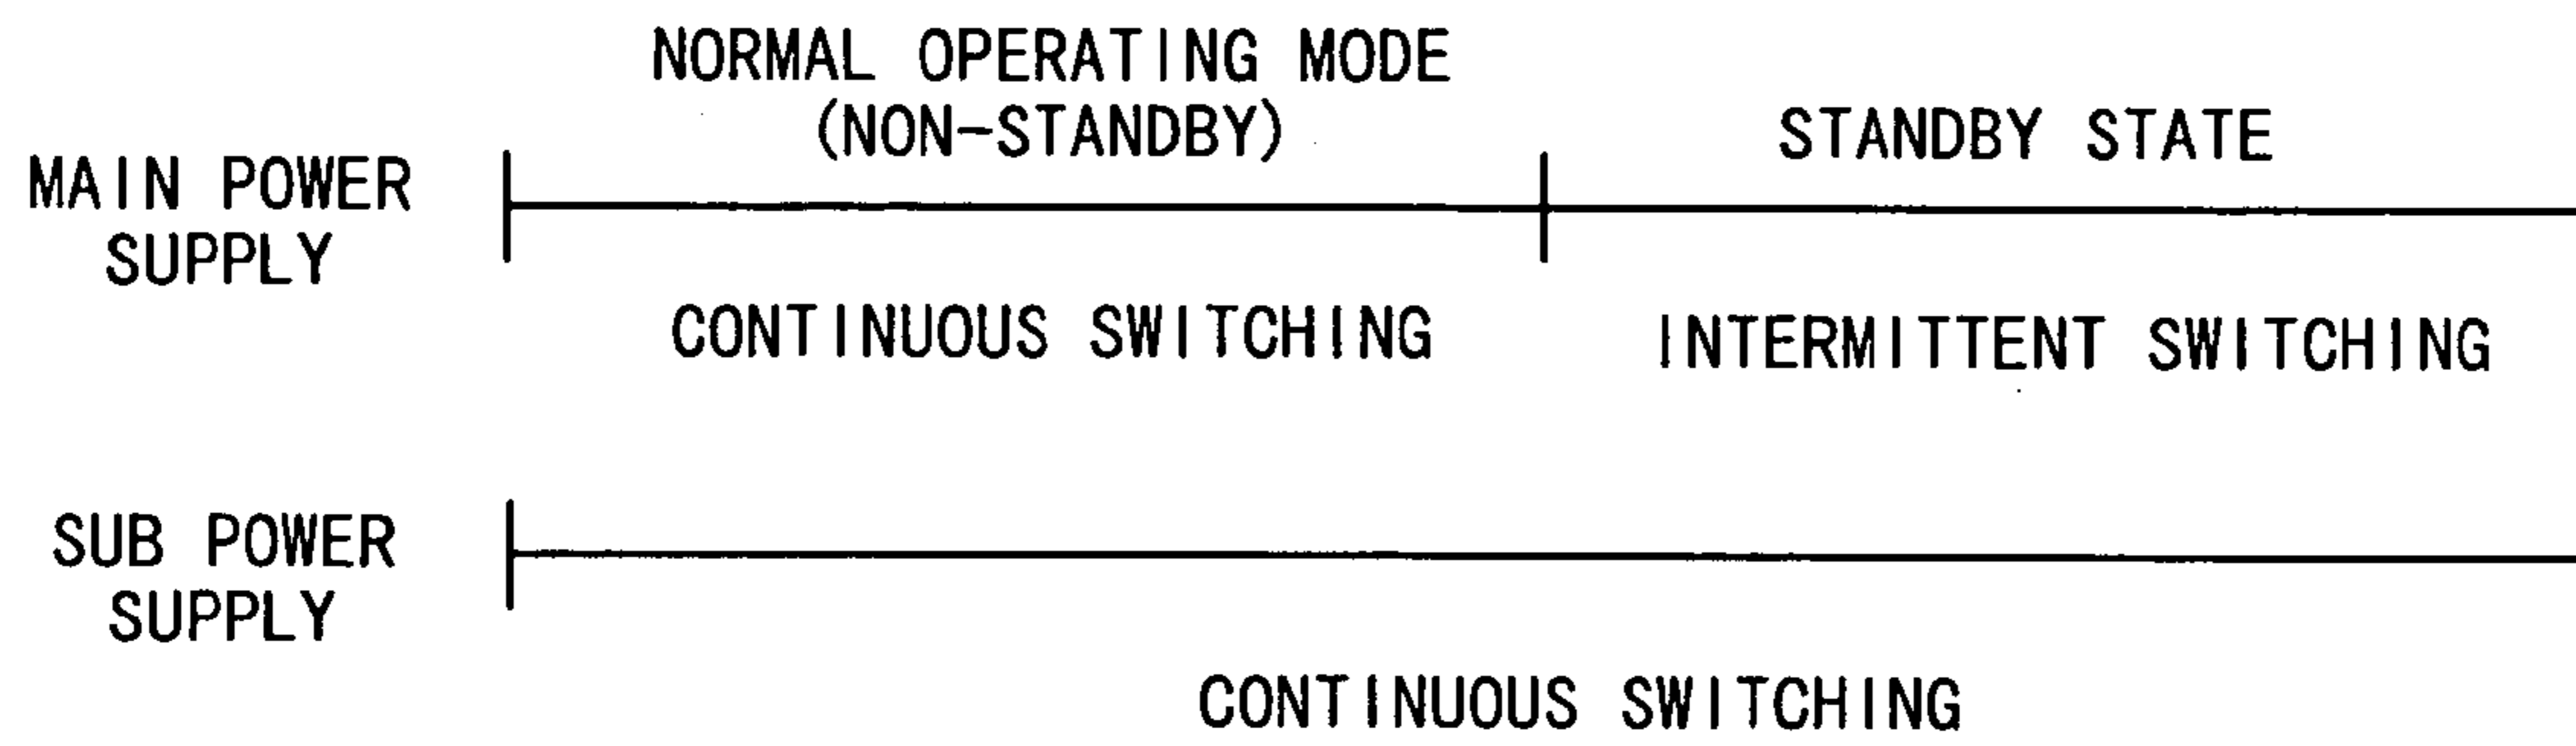 NORMAL OPERATING MODE
(NON-STANDBY)
STANDBY STATE
MAIN POWER
SUPPLY
CONTINUOUS SWITCHING
INTERMITTENT SWITCHING
SUB POWER
SUPPLY
CONTINUOUS SWITCHING